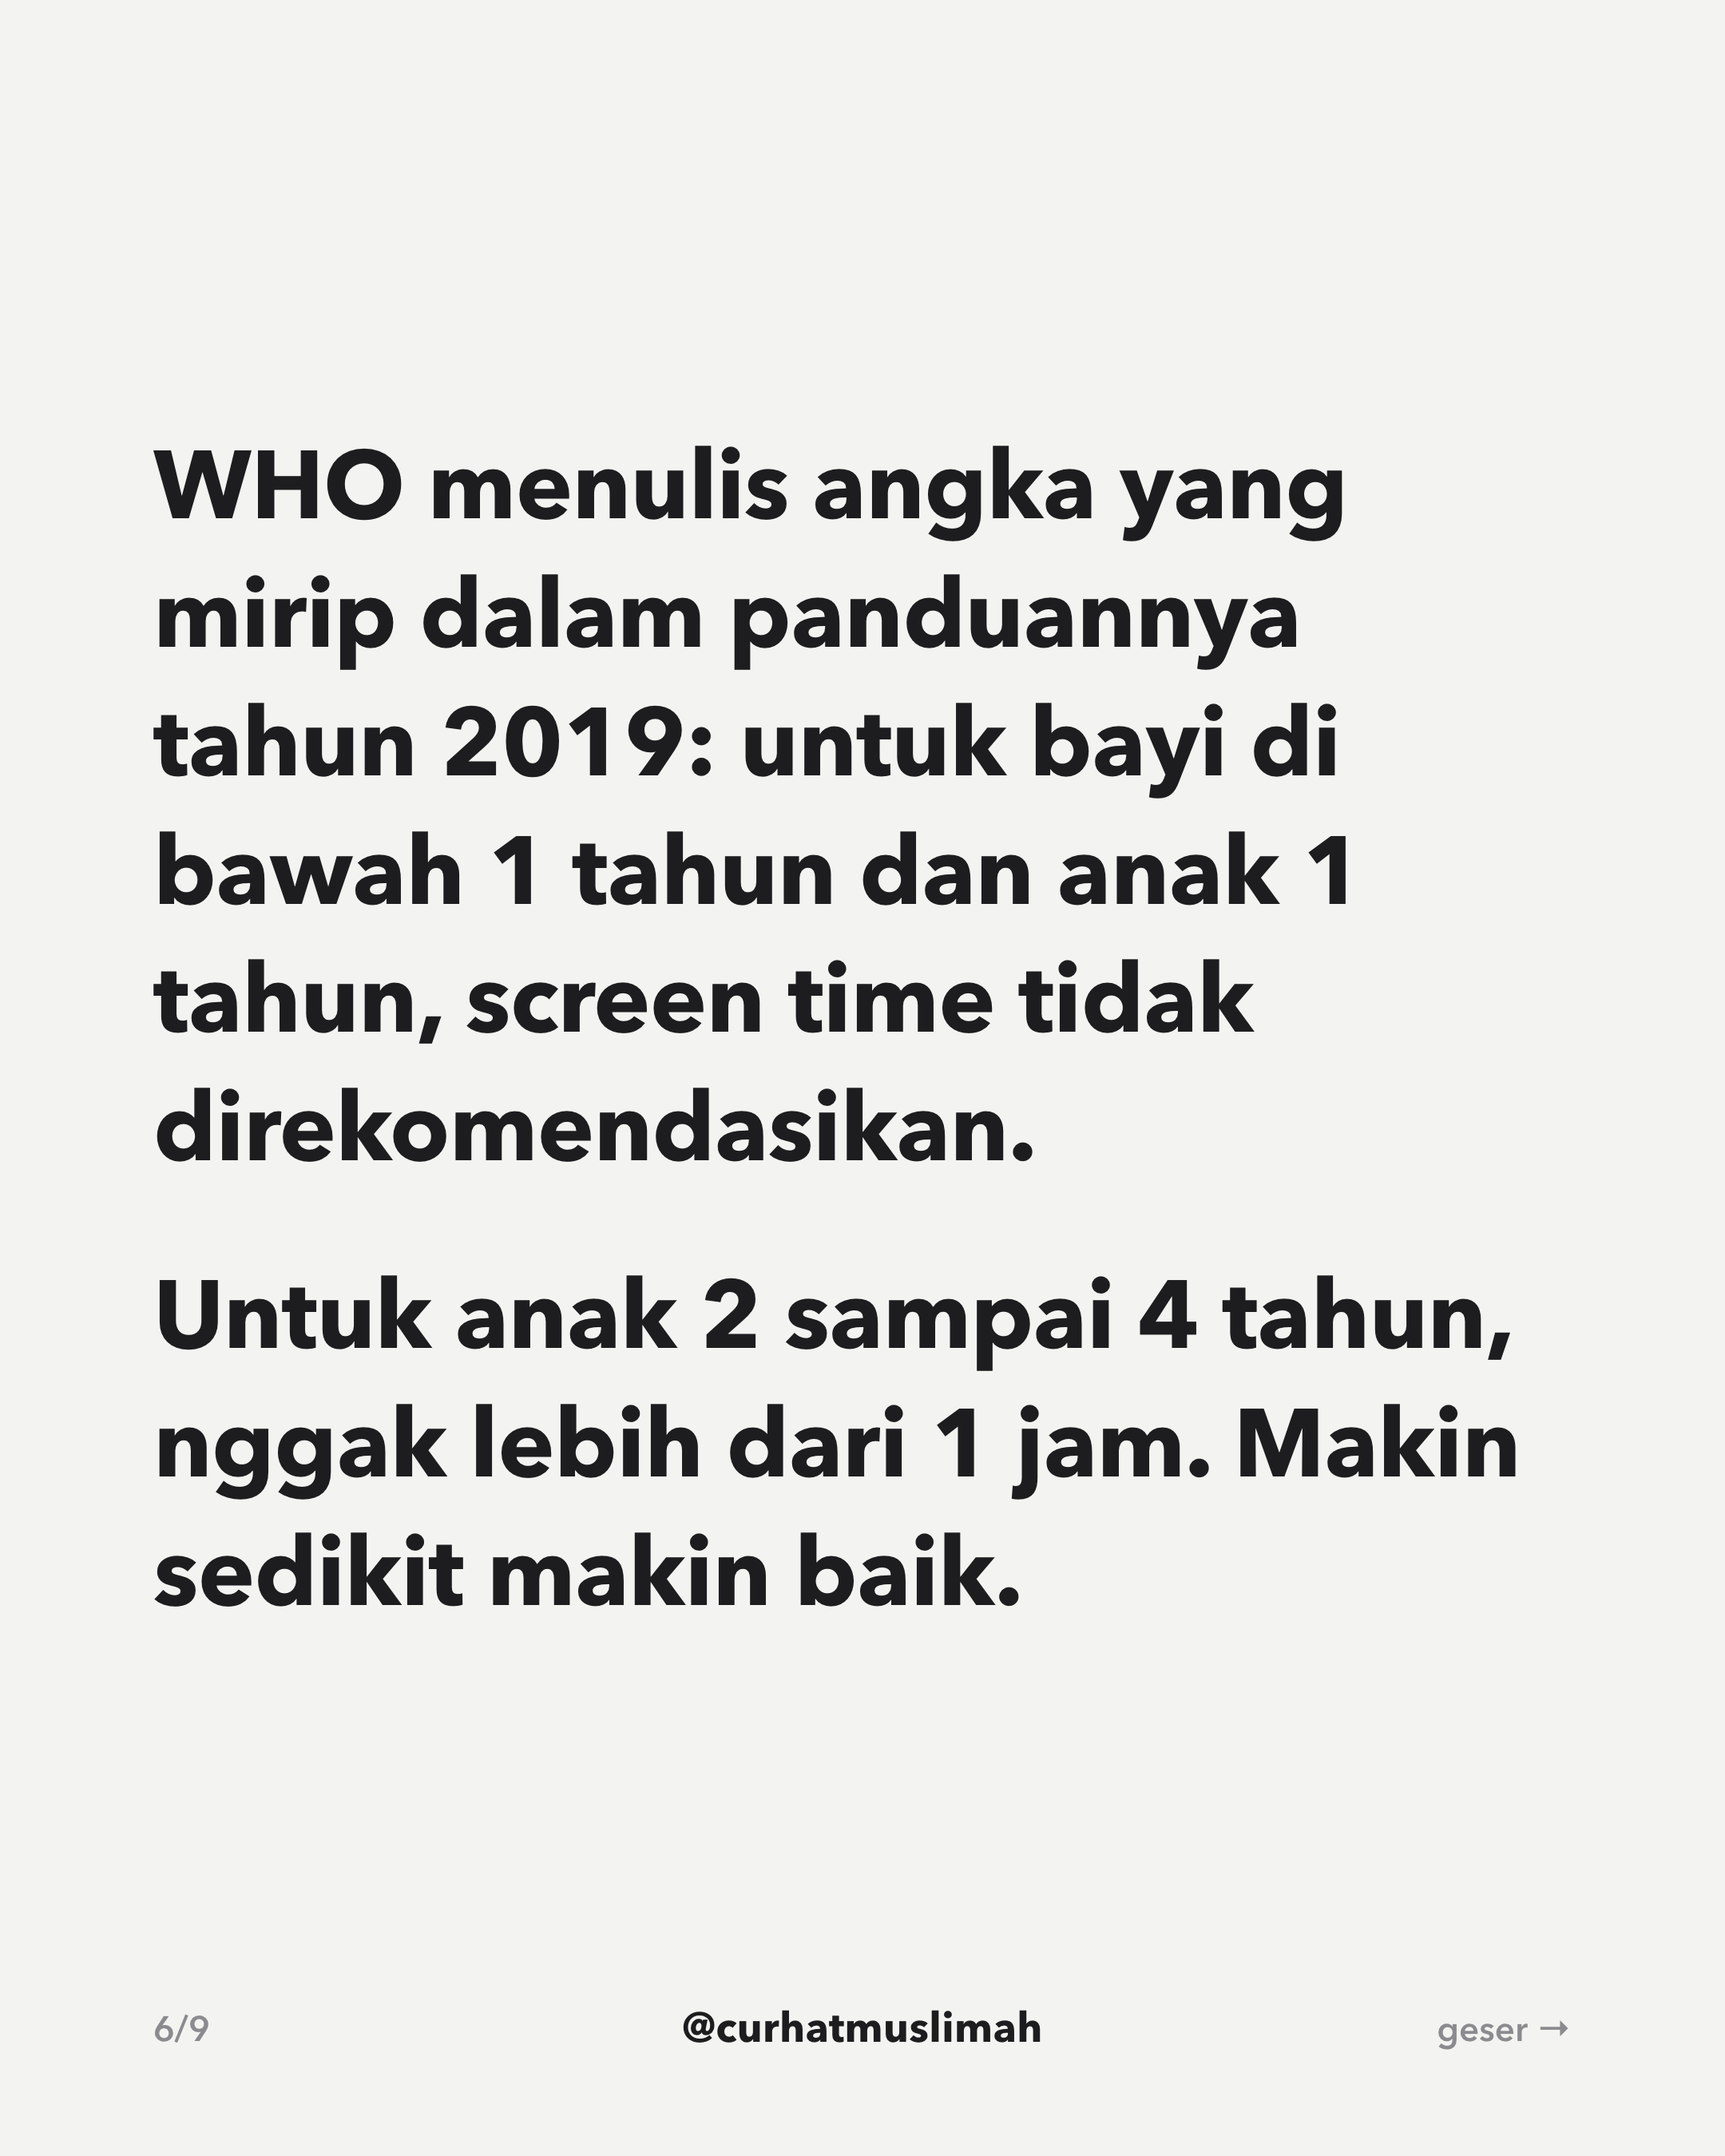 WHO menulis angka yang
mirip dalam panduannya
tahun 2019: untuk bayi di
bawah 1 tahun dan anak 1
tahun, screen time tidak
direkomendasikan.
Untuk anak 2 sampai 4 tahun,
nggak lebih dari 1 jam. Makin
sedikit makin baik.
6/9
@curhatmuslimah
geser →